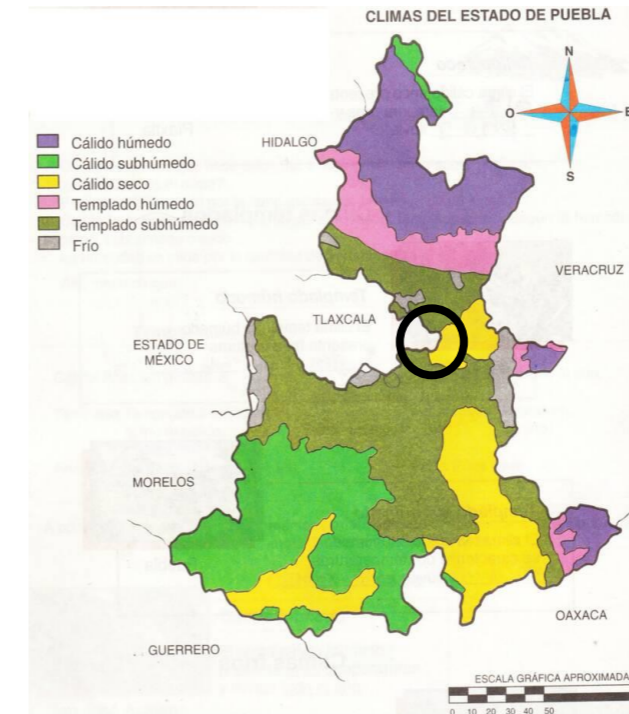 CLIMAS DEL ESTADO DE PUEBLA
N
O
E
S
HIDALGO
Cálido húmedo
Cálido subhúmedo
Cálido seco
Templado húmedo
Templado subhúmedo
Frío
VERACRUZ
TLAXCALA
ESTADO DE
MÉXICO
MORELOS
OAXACA
GUERRERO
ESCALA GRÁFICA APROXIMADA
0 10 20 30 40 50